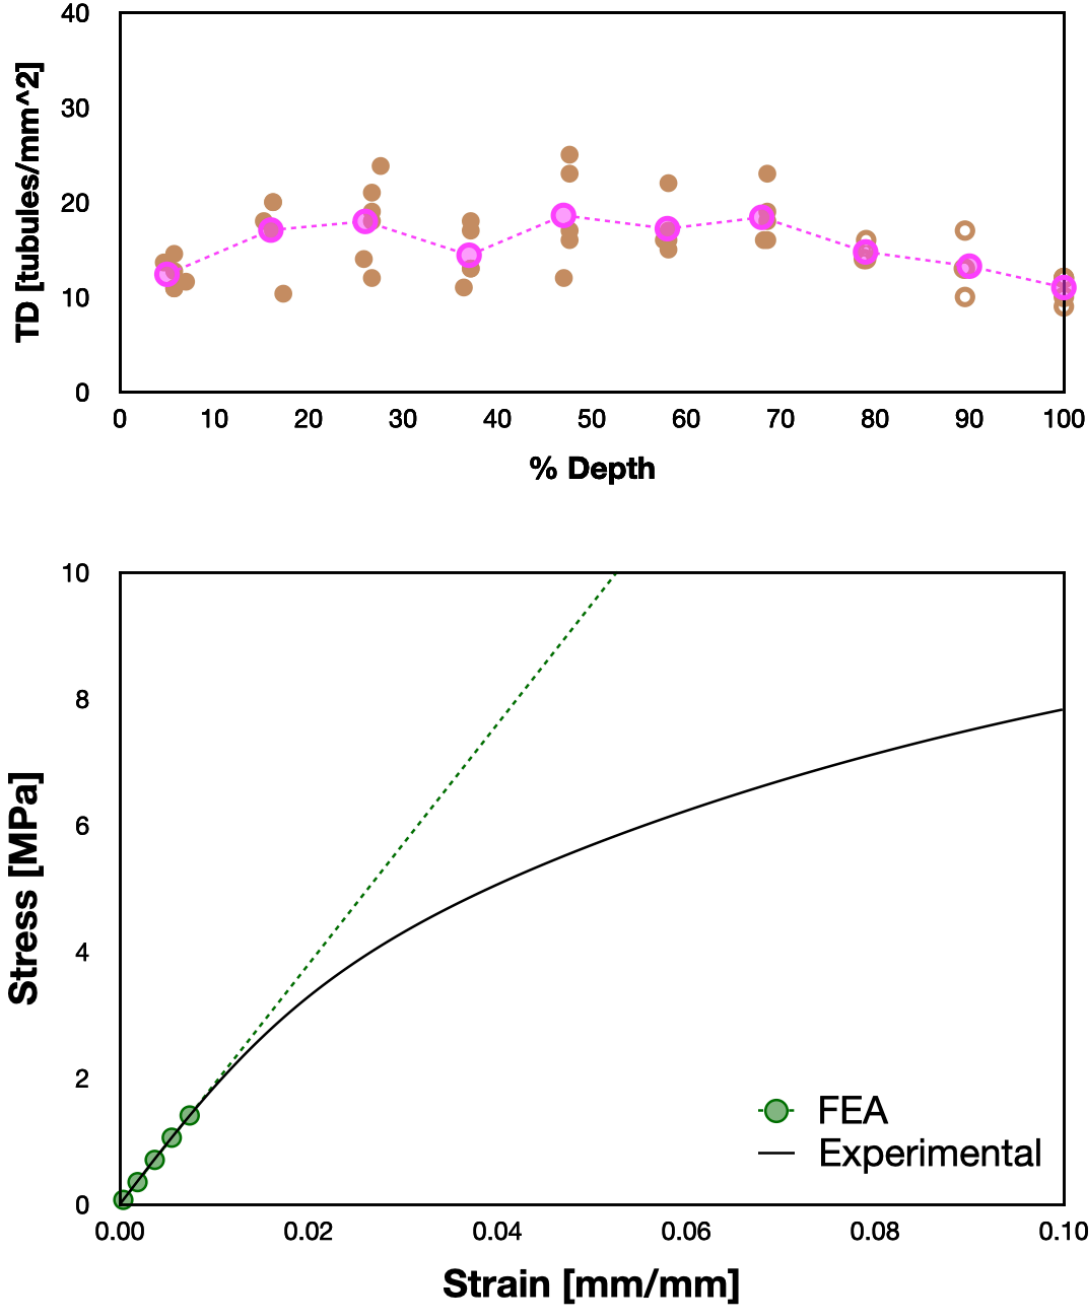 40
30
20
10
0
TD [tubules/mm^2]
0 10 20 30 40 50 60 70 80 90 100
% Depth
10
8
6
4
2
0
Stress [MPa]
FEA
Experimental
0.00 0.02 0.04 0.06 0.08 0.10
Strain [mm/mm]